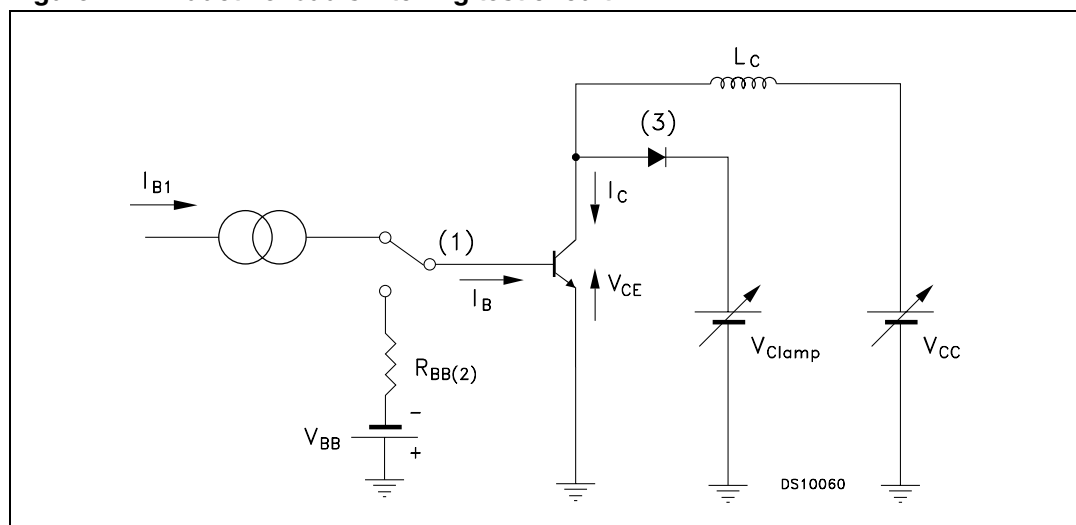 L_C
(3)
I_B1
I_C
(1)
I_B
V_CE
V_Clamp
V_CC
R_BB(2)
−
V_BB
+
DS10060